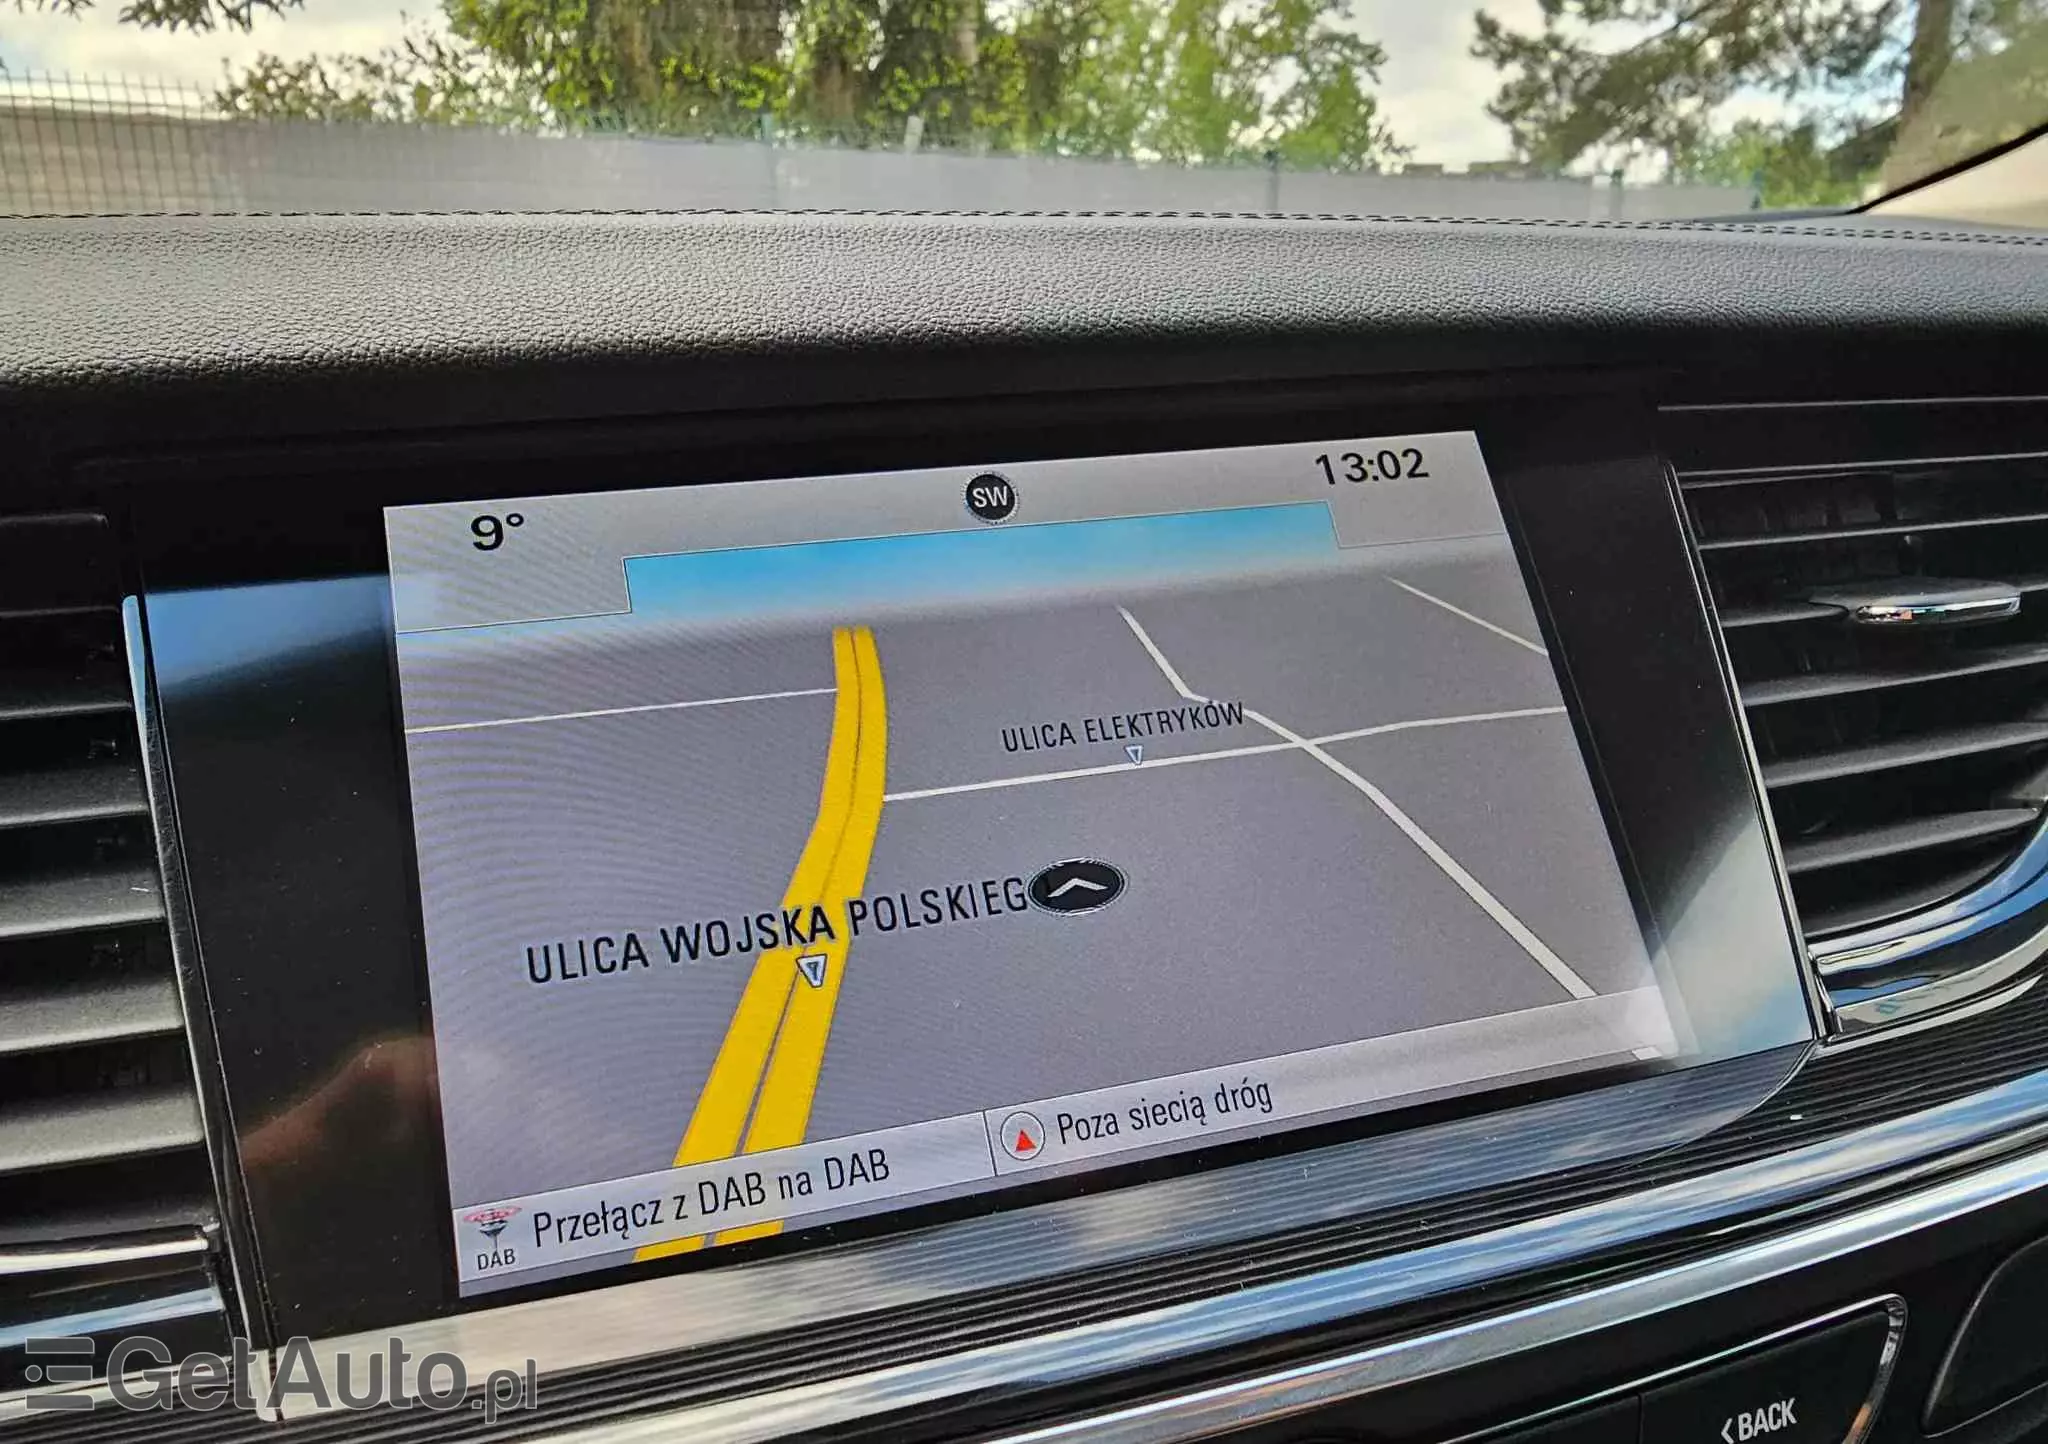 9°
SW
13:02
ULICA ELEKTRYKÓW
ULICA WOJSKA POLSKIEG
Poza siecią dróg
Przełącz z DAB na DAB
DAB
GetAuto.pl
<BACK